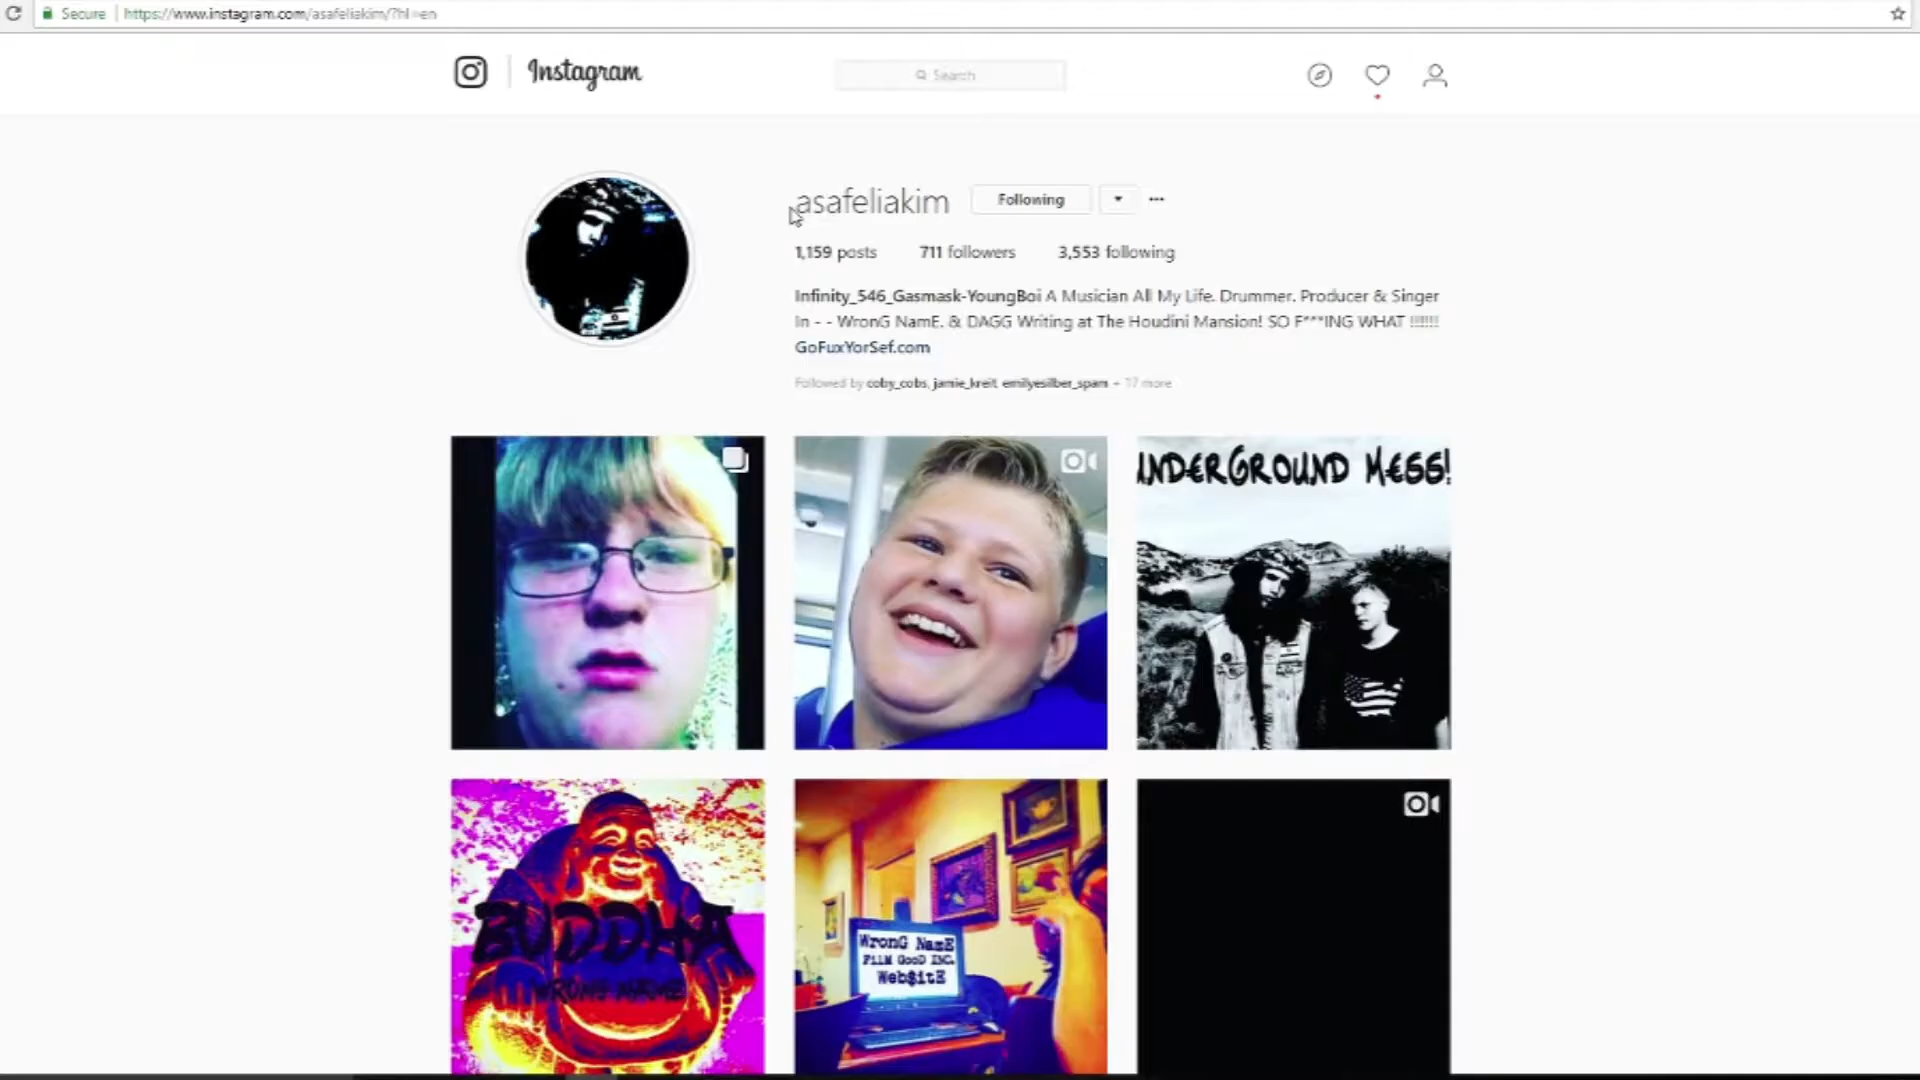 Secure https://www.instagram.com/asafeliakim/?hl=en
Instagram
Search
asafeliakim Following
1,159 posts 711 followers 3,553 following
Infinity_546_Gasmask-YoungBoi A Musician All My Life. Drummer. Producer & Singer
In - - WronG NamE. & DAGG Writing at The Houdini Mansion! SO F***ING WHAT !!!!!!!
GoFuxYorSef.com
Followed by coby_cobs, jamie_kreit, emilyesilber_spam + 17 more
UNDERGROUND MESS!
BUDDHA
WRONG NAME
WronG NamE
FilM GooD INC.
Web$itE